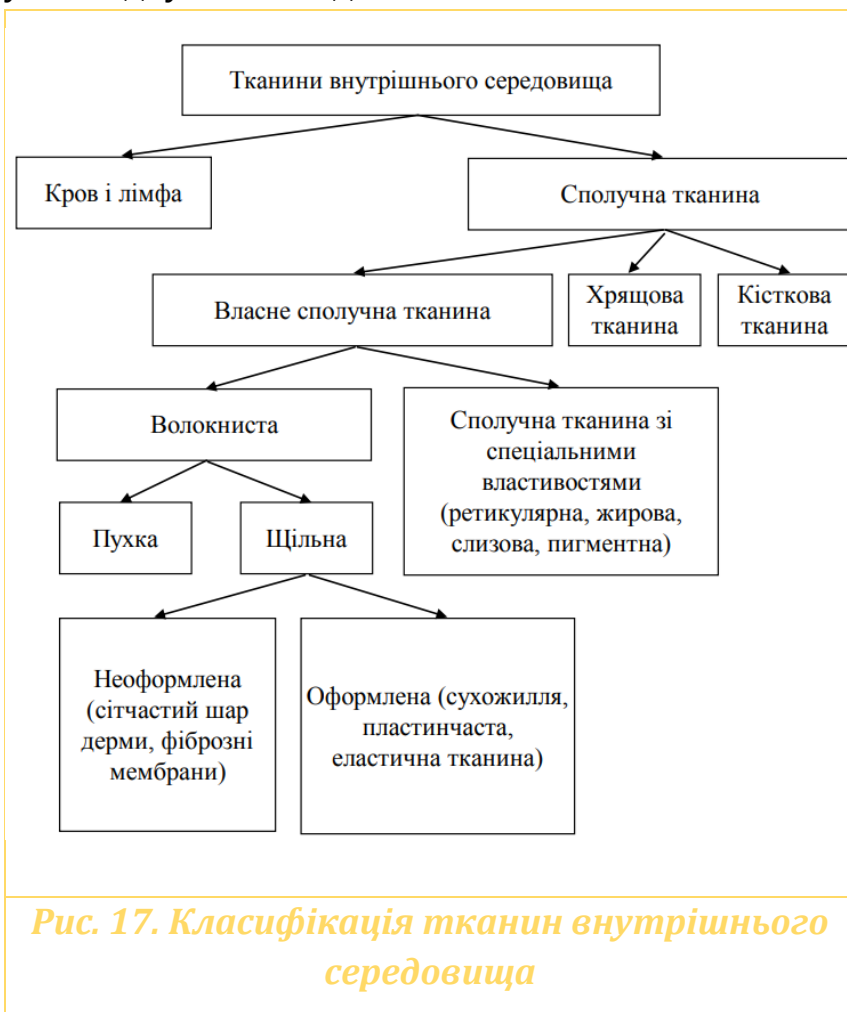 Тканини внутрішнього середовища
Кров і лімфа
Сполучна тканина
Власне сполучна тканина
Хрящова
тканина
Кісткова
тканина
Волокниста
Сполучна тканина зі
спеціальними
властивостями
(ретикулярна, жирова,
слизова, пигментна)
Пухка
Щільна
Неоформлена
(сітчастий шар
дерми, фіброзні
мембрани)
Оформлена (сухожилля,
пластинчаста,
еластична тканина)
Рис. 17. Класифікація тканин внутрішнього
середовища